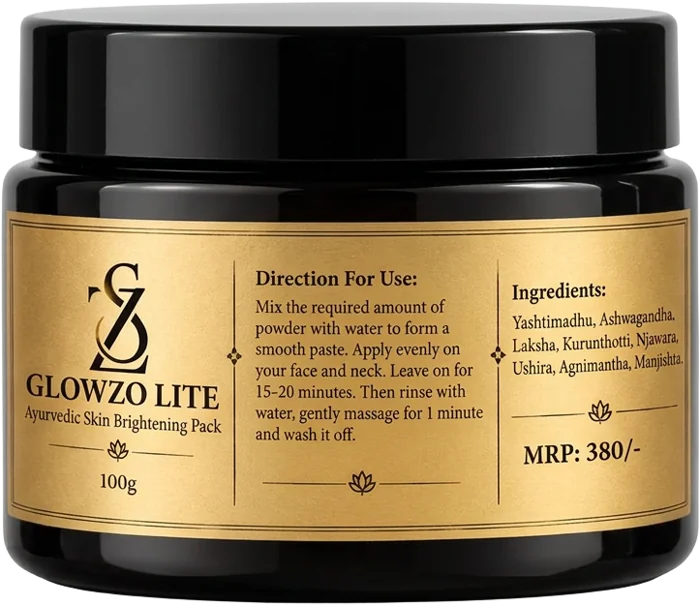 GLOWZO LITE
Ayurvedic Skin Brightening Pack
100g
Direction For Use:
Mix the required amount of
powder with water to form a
smooth paste. Apply evenly on
your face and neck. Leave on for
15-20 minutes. Then rinse with
water, gently massage for 1 minute
and wash it off.
Ingredients:
Yashtimadhu, Ashwagandha.
Laksha, Kurunthotti, Njawara,
Ushira, Agnimantha, Manjishta.
MRP: 380/-